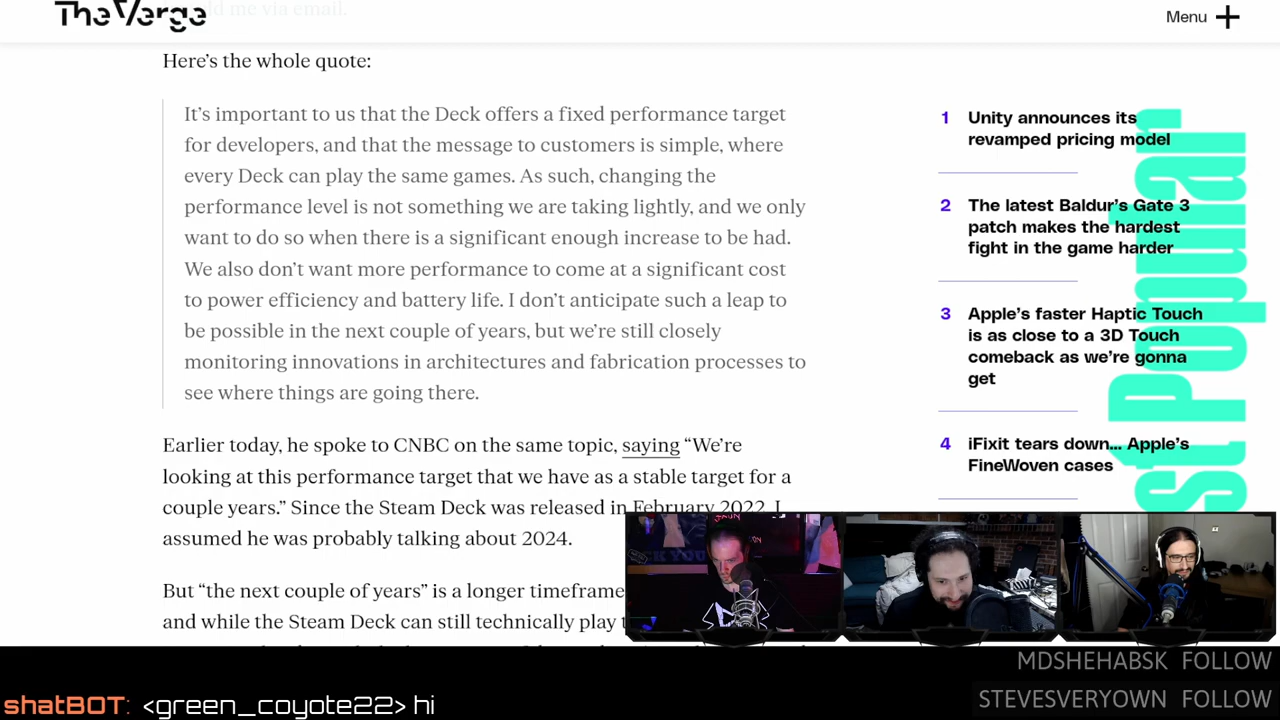 The Verge
ld me via email.
Menu
Here's the whole quote:
It's important to us that the Deck offers a fixed performance target
for developers, and that the message to customers is simple, where
every Deck can play the same games. As such, changing the
performance level is not something we are taking lightly, and we only
want to do so when there is a significant enough increase to be had.
We also don't want more performance to come at a significant cost
to power efficiency and battery life. I don't anticipate such a leap to
be possible in the next couple of years, but we're still closely
monitoring innovations in architectures and fabrication processes to
see where things are going there.
Earlier today, he spoke to CNBC on the same topic, saying “We're
looking at this performance target that we have as a stable target for a
couple years.” Since the Steam Deck was released in February 2022, I
assumed he was probably talking about 2024.
But “the next couple of years” is a longer timeframe
and while the Steam Deck can still technically play
1 Unity announces its
revamped pricing model
2 The latest Baldur's Gate 3
patch makes the hardest
fight in the game harder
3 Apple's faster Haptic Touch
is as close to a 3D Touch
comeback as we're gonna
get
4 iFixit tears down... Apple's
FineWoven cases
st Popular
MDSHEHABSK FOLLOW
STEVESVERYOWN FOLLOW
shatBOT: <green_coyote22> hi